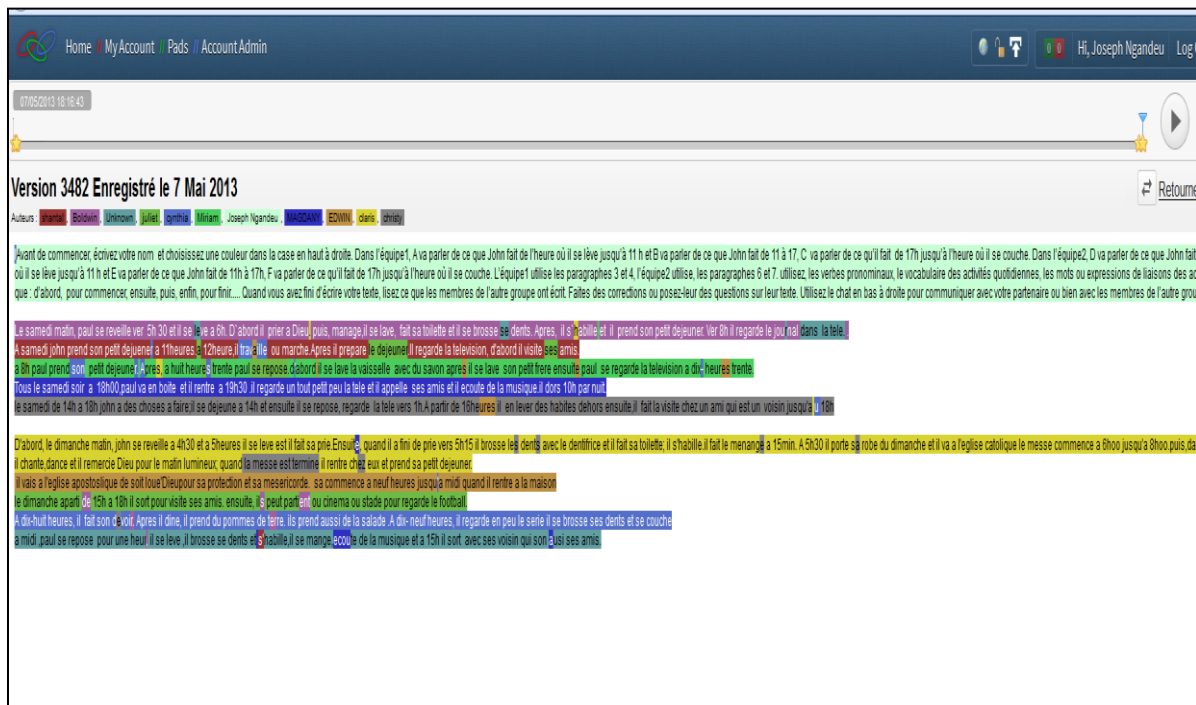 Home // My Account // Pads // Account Admin
0 0 Hi, Joseph Ngandeu Log
07/05/2013 18:16:43
Version 3482 Enregistré le 7 Mai 2013
Retourne
Auteurs : shantal , Boldwin , Unknown , juliet , cynthia , Miriam , Joseph Ngandeu , MAGDANY , EDWIN , claris , christy
Avant de commencer, écrivez votre nom et choisissez une couleur dans la case en haut à droite. Dans l'équipe1, A va parler de ce que John fait de l'heure où il se lève jusqu'à 11 h et B va parler de ce que John fait de 11 à 17, C va parler de ce qu'il fait de 17h jusqu'à l'heure où il se couche. Dans l'équipe2, D va parler de ce que John fait
où il se lève jusqu'à 11 h et E va parler de ce que John fait de 11h à 17h, F va parler de ce qu'il fait de 17h jusqu'à l'heure où il se couche. L'équipe1 utilise les paragraphes 3 et 4, l'équipe2 utilise, les paragraphes 6 et 7. utilisez, les verbes pronominaux, le vocabulaire des activités quotidiennes, les mots ou expressions de liaisons des
que : d'abord, pour commencer, ensuite, puis, enfin, pour finir.... Quand vous avez fini d'écrire votre texte, lisez ce que les membres de l'autre groupe ont écrit. Faites des corrections ou posez-leur des questions sur leur texte. Utilisez le chat en bas à droite pour communiquer avec votre partenaire ou bien avec les membres de l'autre
Le samedi matin, paul se reveille ver 5h 30 et il se leve a 6h. D'abord il prier a Dieu, puis, manage,il se lave, fait sa toilette et il se brosse se dents. Apres, il s'habille et il prend son petit dejeuner. Ver 8h il regarde le journal dans la tele.
A samedi john prend son petit dejuener a 11heures,a 12heure,il travaille ou marche.Apres il prepare le dejeuner.Il regarde la television, d'abord il visite ses amis.
a 8h paul prend son petit dejeuner. Apres, a huit heures trente paul se repose.d'abord il se lave la vaisselle avec du savon apres il se lave son petit frere ensuite paul se regarde la television a dix- heures trente.
Tous le samedi soir a 18h00,paul va en boite et il rentre a 19h30 .il regarde un tout petit peu la tele et il appelle ses amis et il ecoute de la musique.il dors 10h par nuit.
le samedi de 14h a 18h john a des choses a faire;il se dejeune a 14h et ensuite il se repose, regarde la tele vers 1h.A partir de 16heures il en lever des habites dehors ensuite,il fait la visite chez un ami qui est un voisin jusqu'a u 18h
D'abord, le dimanche matin, john se reveille a 4h30 et a 5heures il se leve est il fait sa prie.Ensuite, quand il a fini de prie vers 5h15 il brosse les dents avec le dentifrice et il fait sa toilette; il s'habille.il fait le menange a 15min. A 5h30 il porte sa robe du dimanche et il va a l'eglise catolique le messe commence a 6hoo jusqu'a 8hoo.puis,da
il chante,dance et il remercie Dieu pour le matin lumineux; quand la messe est termine il rentre chez eux et prend sa petit dejeuner.
il vais a l'eglise apostoslique de soit loue'Dieupour sa protection et sa mesericorde. sa commence a neuf heures jusqu'a midi quand il rentre a la maison
le dimanche aparti de 15h a 18h il sort pour visite ses amis. ensuite, ils peut partient ou cinema ou stade pour regarde le football.
A dix-huit heures, il fait son devoir. Apres il dine, il prend du pommes de terre. ils prend aussi de la salade. A dix- neuf heures, il regarde en peu le serie il se brosse ses dents et se couche
a midi ,paul se repose pour une heur il se leve ,il brosse se dents et s'habille,il se mange,ecoute de la musique et a 15h il sort avec ses voisin qui son ausi ses amis.